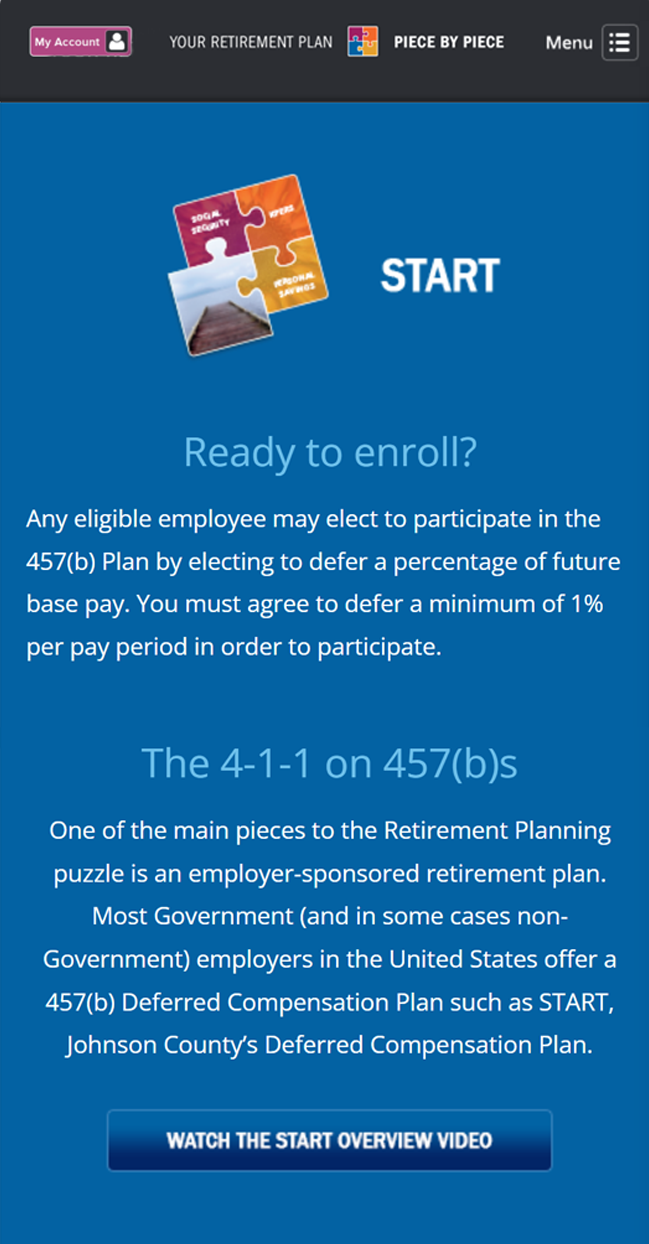 My Account
YOUR RETIREMENT PLAN PIECE BY PIECE
Menu
SOCIAL
SECURITY
KPERS
PERSONAL
SAVINGS
START
Ready to enroll?
Any eligible employee may elect to participate in the
457(b) Plan by electing to defer a percentage of future
base pay. You must agree to defer a minimum of 1%
per pay period in order to participate.
The 4-1-1 on 457(b)s
One of the main pieces to the Retirement Planning
puzzle is an employer-sponsored retirement plan.
Most Government (and in some cases non-
Government) employers in the United States offer a
457(b) Deferred Compensation Plan such as START,
Johnson County’s Deferred Compensation Plan.
WATCH THE START OVERVIEW VIDEO